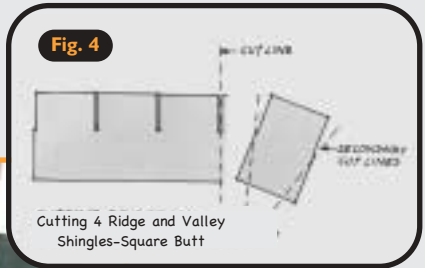 Fig. 4
CUT LINE
SECONDARY
CUT LINES
Cutting 4 Ridge and Valley
Shingles-Square Butt